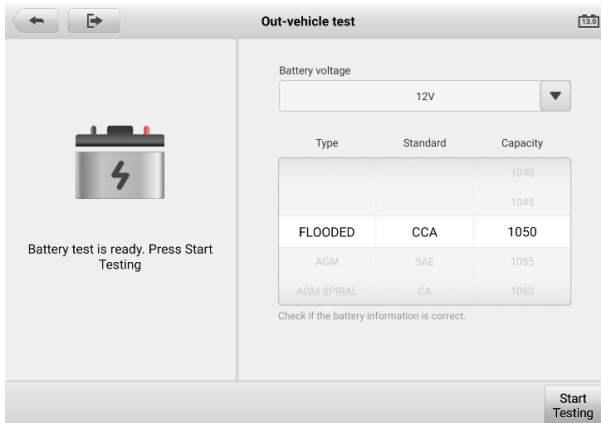 Out-vehicle test
13.0
Battery test is ready. Press Start
Testing
Battery voltage
12V
Type Standard Capacity
1040
1045
FLOODED CCA 1050
AGM SAE 1055
AGM SPIRAL CA 1060
Check if the battery information is correct.
Start
Testing